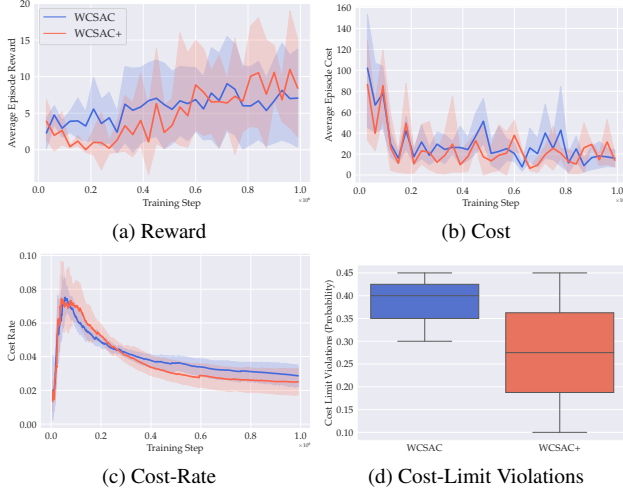 WCSAC
WCSAC+
Average Episode Reward
20
15
10
5
0
0.0 0.2 0.4 0.6 0.8 1.0
Training Step
×10⁶
(a) Reward
Average Episode Cost
160
140
120
100
80
60
40
20
0
0.0 0.2 0.4 0.6 0.8 1.0
Training Step
×10⁶
(b) Cost
Cost Rate
0.10
0.08
0.06
0.04
0.02
0.00
0.0 0.2 0.4 0.6 0.8 1.0
Training Step
×10⁶
(c) Cost-Rate
Cost Limit Violations (Probability)
0.45
0.40
0.35
0.30
0.25
0.20
0.15
0.10
WCSAC WCSAC+
(d) Cost-Limit Violations